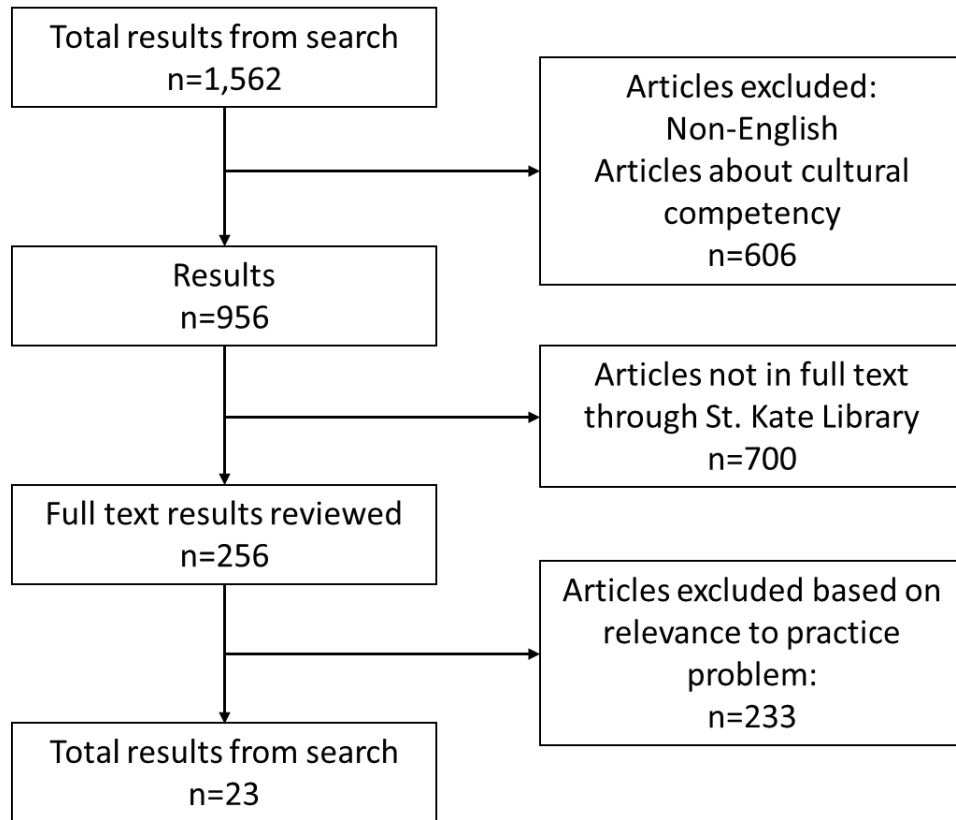 Total results from search
n=1,562
Articles excluded:
Non-English
Articles about cultural
competency
n=606
Results
n=956
Articles not in full text
through St. Kate Library
n=700
Full text results reviewed
n=256
Articles excluded based on
relevance to practice
problem:
n=233
Total results from search
n=23